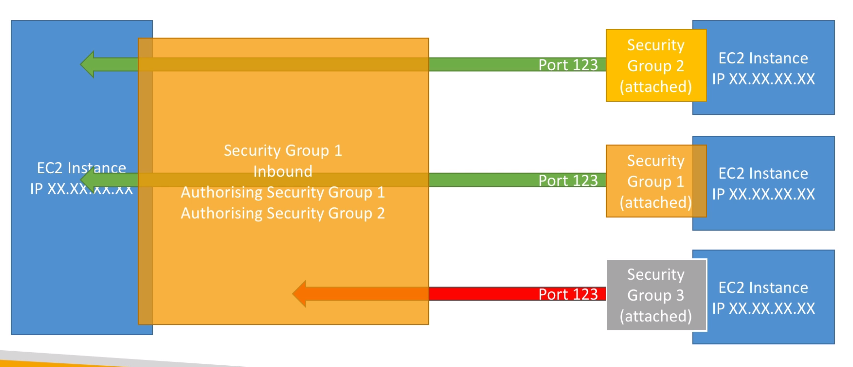 EC2 Instance
IP XX.XX.XX.XX
Security Group 1
Inbound
Authorising Security Group 1
Authorising Security Group 2
Port 123
Security
Group 2
(attached)
EC2 Instance
IP XX.XX.XX.XX
Port 123
Security
Group 1
(attached)
EC2 Instance
IP XX.XX.XX.XX
Port 123
Security
Group 3
(attached)
EC2 Instance
IP XX.XX.XX.XX